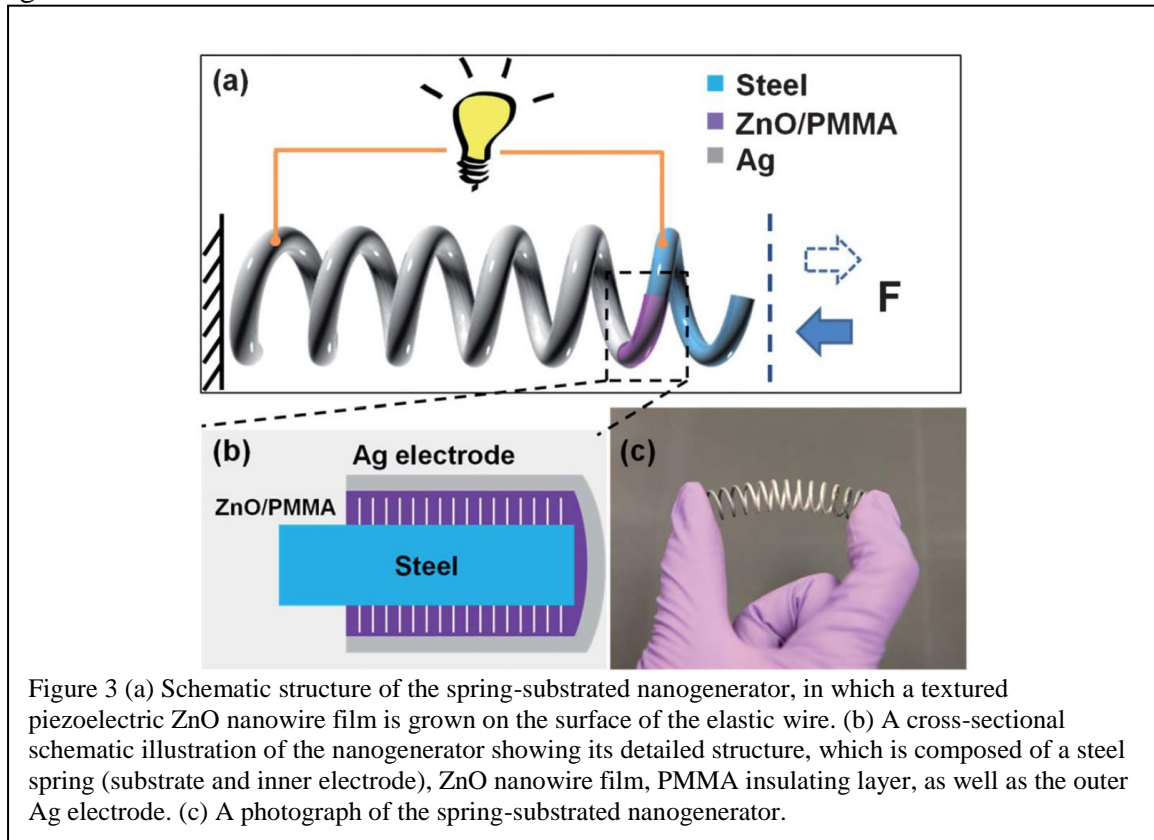 (a)
Steel
ZnO/PMMA
Ag
F
(b)
Ag electrode
ZnO/PMMA
Steel
(c)
Figure 3 (a) Schematic structure of the spring-substrated nanogenerator, in which a textured
piezoelectric ZnO nanowire film is grown on the surface of the elastic wire. (b) A cross-sectional
schematic illustration of the nanogenerator showing its detailed structure, which is composed of a steel
spring (substrate and inner electrode), ZnO nanowire film, PMMA insulating layer, as well as the outer
Ag electrode. (c) A photograph of the spring-substrated nanogenerator.